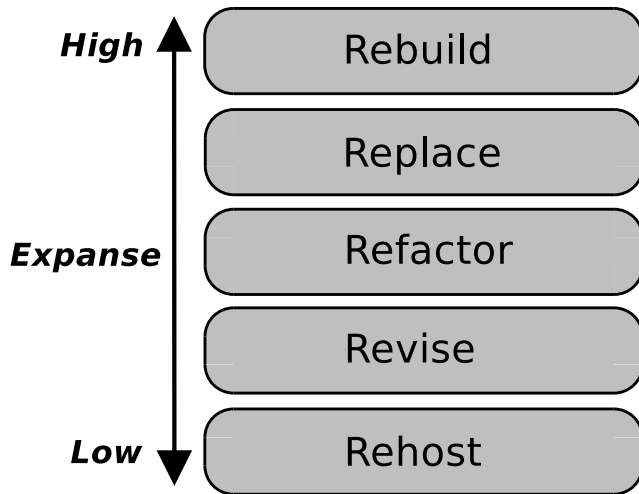 High
Rebuild
Replace
Expanse
Refactor
Revise
Low
Rehost